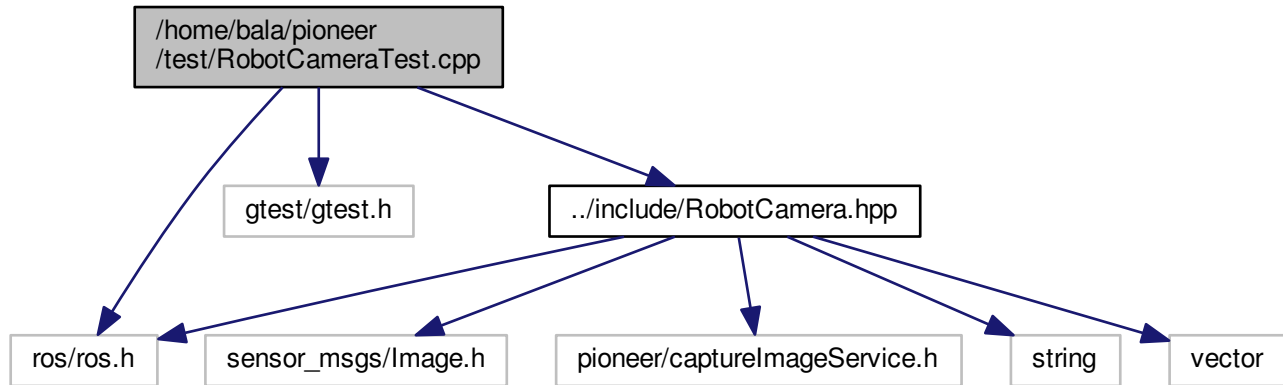 /home/bala/pioneer
/test/RobotCameraTest.cpp
gtest/gtest.h
../include/RobotCamera.hpp
ros/ros.h
sensor_msgs/Image.h
pioneer/captureImageService.h
string
vector